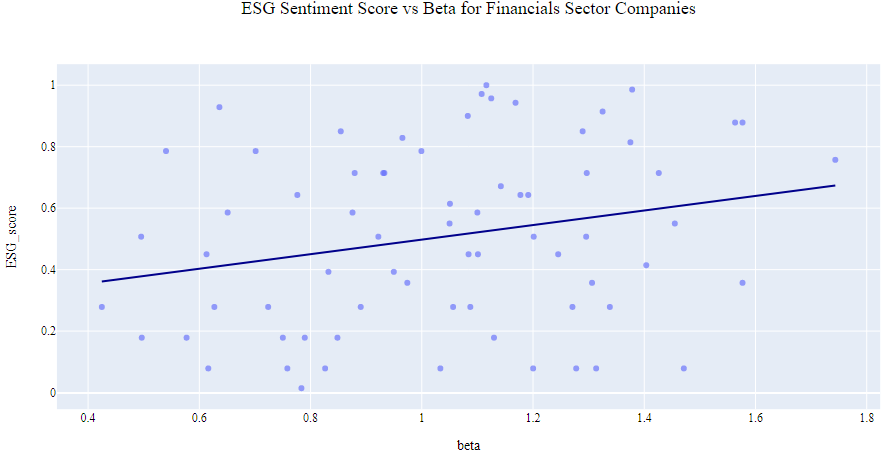 ESG Sentiment Score vs Beta for Financials Sector Companies
1
0.8
0.6
0.4
0.2
0
ESG_score
0.4 0.6 0.8 1 1.2 1.4 1.6 1.8
beta